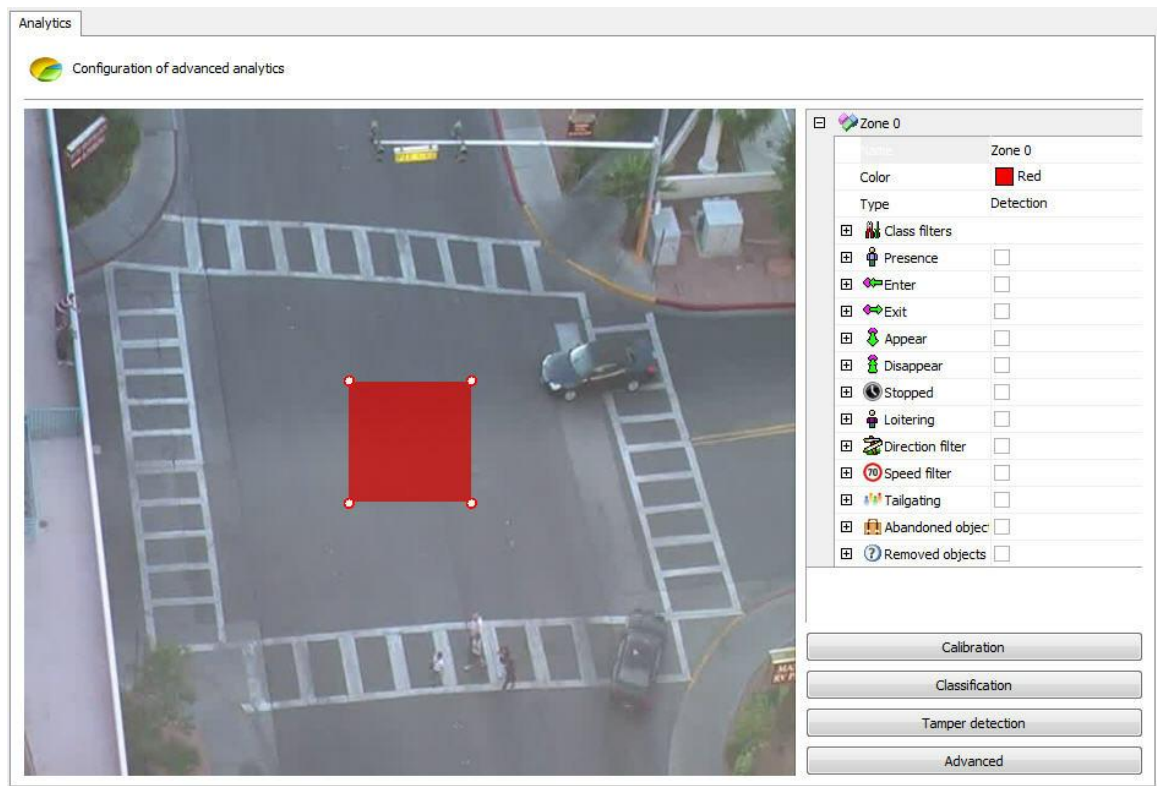 Analytics
Configuration of advanced analytics
Zone 0
Name Zone 0
Color Red
Type Detection
Class filters
Presence
Enter
Exit
Appear
Disappear
Stopped
Loitering
Direction filter
70 Speed filter
Tailgating
Abandoned objec
Removed objects
Calibration
Classification
Tamper detection
Advanced